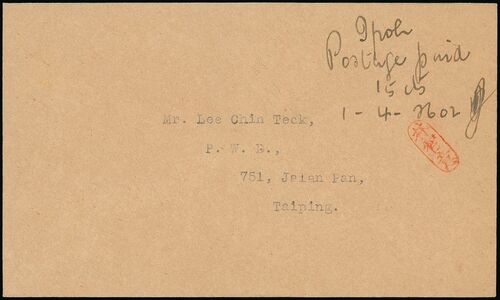 Ipoh
Postage paid
15 cts
1 - 4 - 2602
Mr. Lee Chin Teck,
P. W. D.,
751, Jalan Pan,
Taiping.